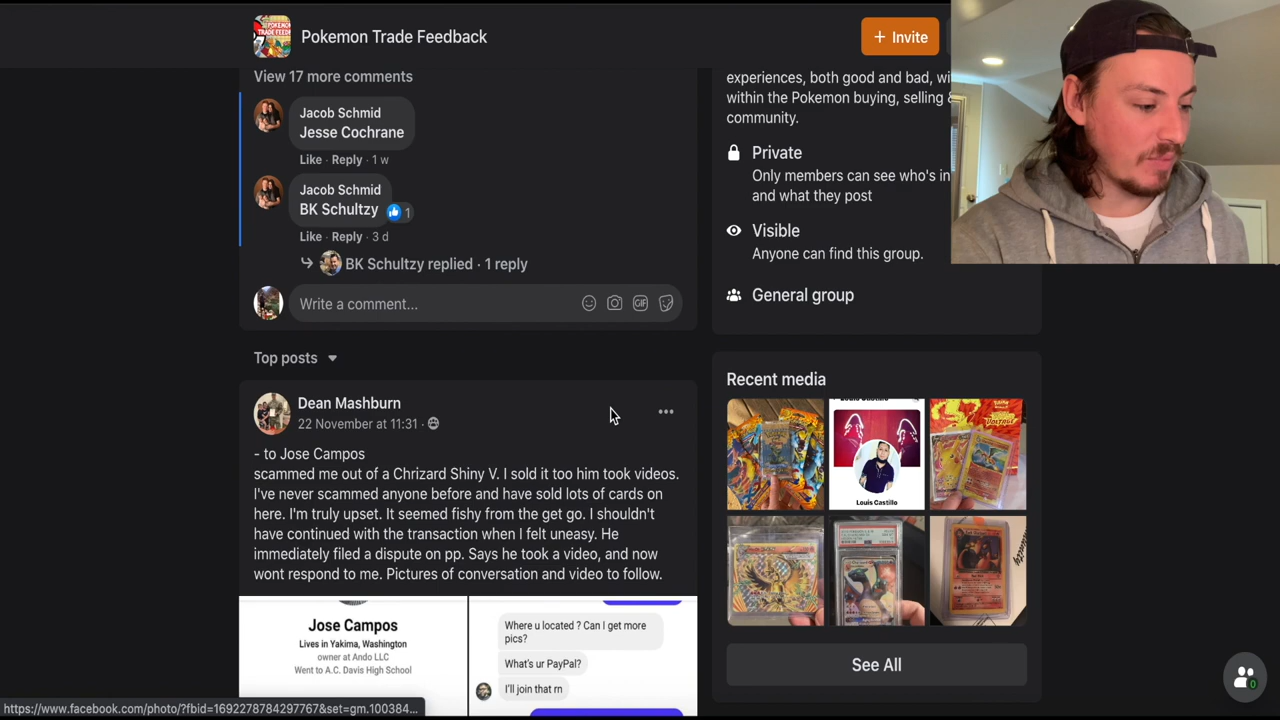 Pokemon Trade Feedback
+ Invite
View 17 more comments
Jacob Schmid
Jesse Cochrane
Like · Reply · 1 w
Jacob Schmid
BK Schultzy
1
Like · Reply · 3 d
BK Schultzy replied · 1 reply
Write a comment...
GIF
Top posts
Dean Mashburn
22 November at 11:31 ·
- to Jose Campos
scammed me out of a Chrizard Shiny V. I sold it too him took videos.
I've never scammed anyone before and have sold lots of cards on
here. I'm truly upset. It seemed fishy from the get go. I shouldn't
have continued with the transaction when I felt uneasy. He
immediately filed a dispute on pp. Says he took a video, and now
wont respond to me. Pictures of conversation and video to follow.
Jose Campos
Lives in Yakima, Washington
owner at Ando LLC
Went to A.C. Davis High School
Where u located ? Can I get more
pics?
What's ur PayPal?
I'll join that rn
https://www.facebook.com/photo/?fbid=1692278784297767&set=gm.100384...
experiences, both good and bad, wi
within the Pokemon buying, selling &
community.
Private
Only members can see who's in
and what they post
Visible
Anyone can find this group.
General group
Recent media
Louis Castillo
See All
0